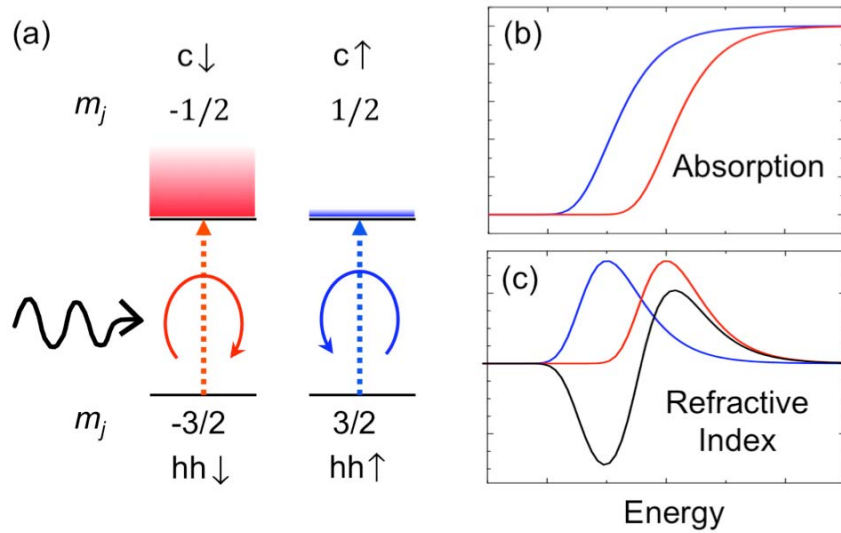 (a)
c↓ c↑
m_j -1/2 1/2
m_j -3/2 3/2
hh↓ hh↑
(b)
Absorption
(c)
Refractive
Index
Energy